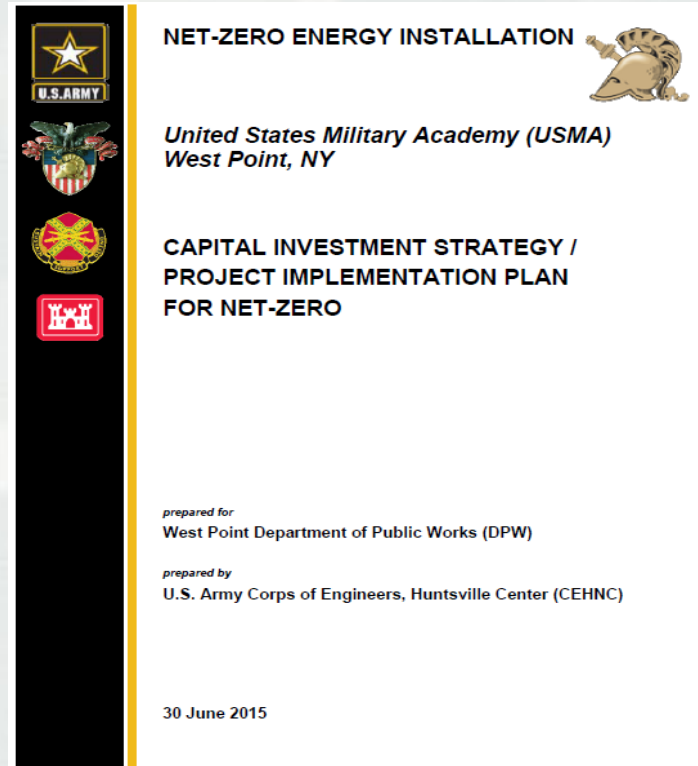 NET-ZERO ENERGY INSTALLATION
U.S.ARMY
United States Military Academy (USMA)
West Point, NY
CAPITAL INVESTMENT STRATEGY /
PROJECT IMPLEMENTATION PLAN
FOR NET-ZERO
prepared for
West Point Department of Public Works (DPW)
prepared by
U.S. Army Corps of Engineers, Huntsville Center (CEHNC)
30 June 2015